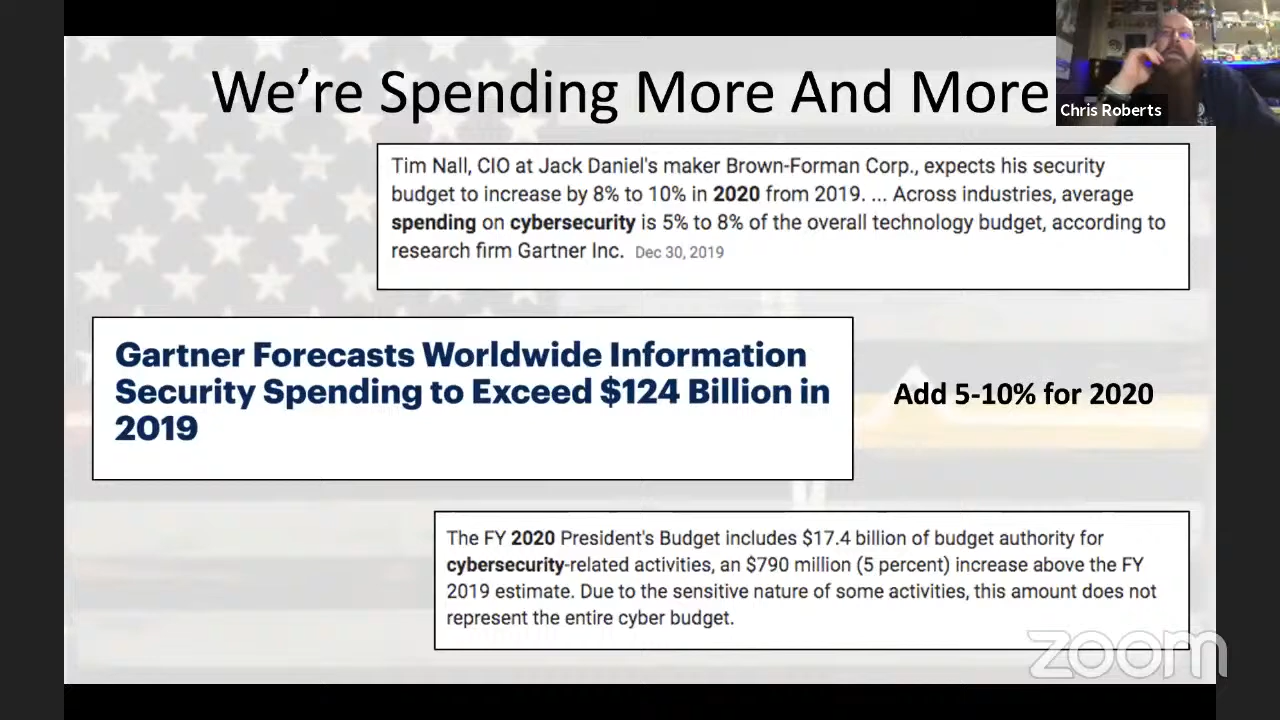 We're Spending More And More
Chris Roberts
Tim Nall, CIO at Jack Daniel's maker Brown-Forman Corp., expects his security
budget to increase by 8% to 10% in 2020 from 2019. ... Across industries, average
spending on cybersecurity is 5% to 8% of the overall technology budget, according to
research firm Gartner Inc. Dec 30, 2019
Gartner Forecasts Worldwide Information
Security Spending to Exceed $124 Billion in
2019
Add 5-10% for 2020
The FY 2020 President's Budget includes $17.4 billion of budget authority for
cybersecurity-related activities, an $790 million (5 percent) increase above the FY
2019 estimate. Due to the sensitive nature of some activities, this amount does not
represent the entire cyber budget.
zoom